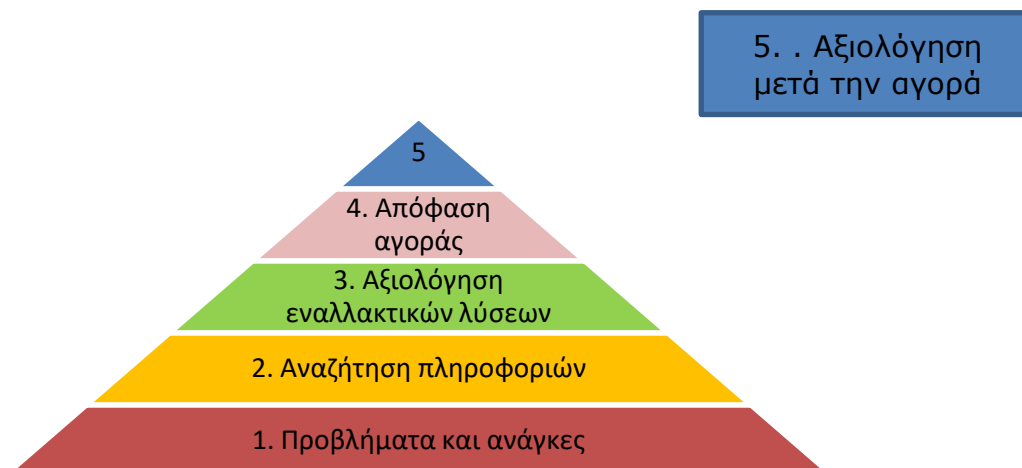 5. . Αξιολόγηση
μετά την αγορά
5
4. Απόφαση
αγοράς
3. Αξιολόγηση
εναλλακτικών λύσεων
2. Αναζήτηση πληροφοριών
1. Προβλήματα και ανάγκες